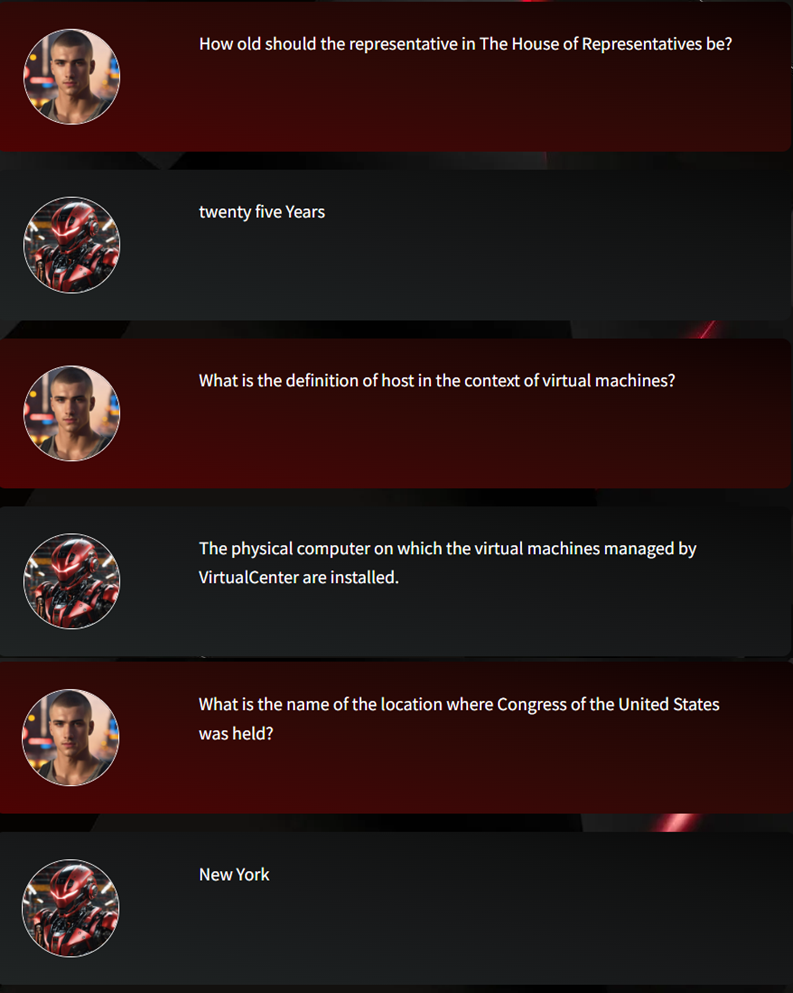 How old should the representative in The House of Representatives be?
twenty five Years
What is the definition of host in the context of virtual machines?
The physical computer on which the virtual machines managed by
VirtualCenter are installed.
What is the name of the location where Congress of the United States
was held?
New York